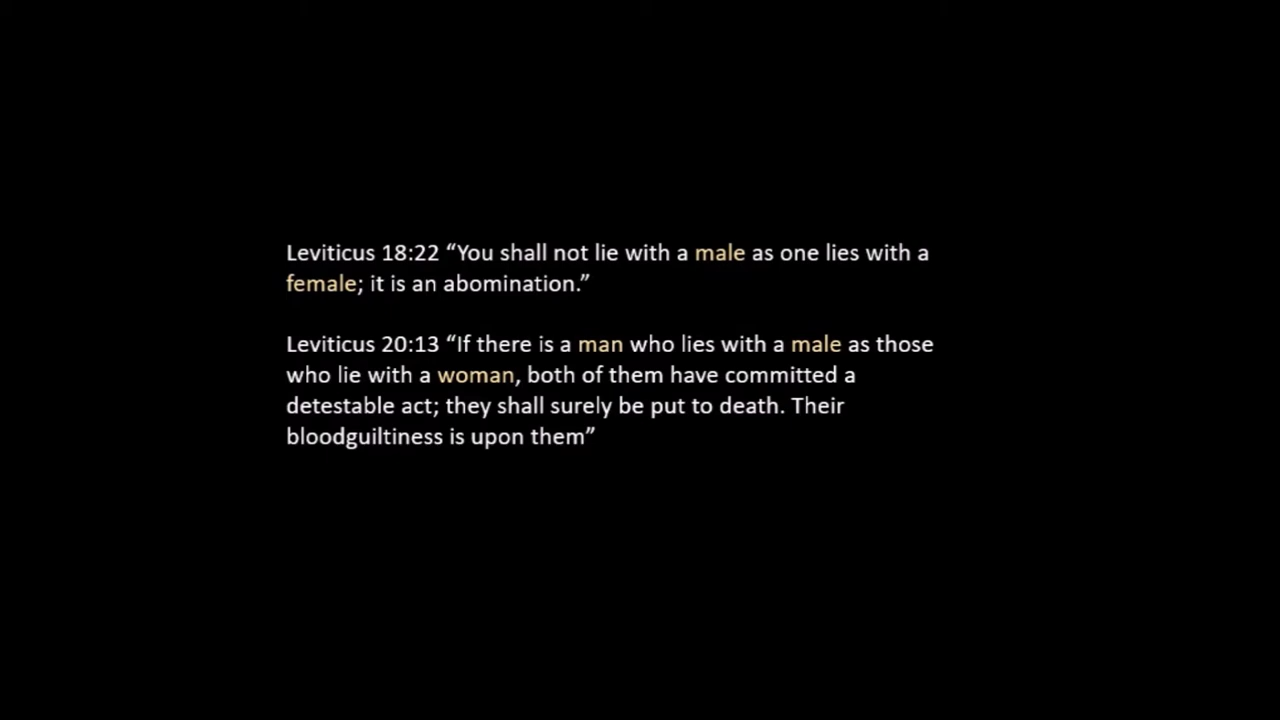 Leviticus 18:22 “You shall not lie with a male as one lies with a
female; it is an abomination.”
Leviticus 20:13 “If there is a man who lies with a male as those
who lie with a woman, both of them have committed a
detestable act; they shall surely be put to death. Their
bloodguiltiness is upon them”